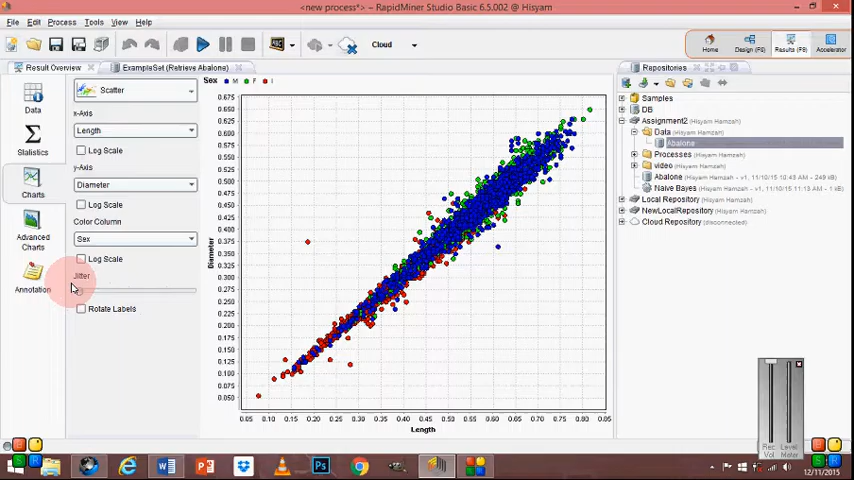 <new process*> – RapidMiner Studio Basic 6.5.002 @ Hisyam
File Edit Process Tools View Help
Cloud
Home Design (F8) Results (F9) Accelerator
Result Overview ExampleSet (Retrieve Abalone)
Repositories
Data
Statistics
Charts
Advanced
Charts
Annotation
Scatter
x-Axis
Length
Log Scale
y-Axis
Diameter
Log Scale
Color Column
Sex
Log Scale
Jitter
Rotate Labels
Sex M F I
0.675
0.650
0.625
0.600
0.575
0.550
0.525
0.500
0.475
0.450
0.425
0.400
0.375
0.350
0.325
0.300
0.275
0.250
0.225
0.200
0.175
0.150
0.125
0.100
0.075
0.050
Diameter
0.05 0.10 0.15 0.20 0.25 0.30 0.35 0.40 0.45 0.50 0.55 0.60 0.65 0.70 0.75 0.80 0.85
Length
Samples
DB
Assignment2 (Hisyam Hamzah)
Data (Hisyam Hamzah)
Abalone
Processes (Hisyam Hamzah)
video (Hisyam Hamzah)
Abalone (Hisyam Hamzah – v1, 11/10/15 10:43 AM – 249 kB)
Naive Bayes (Hisyam Hamzah – v1, 11/10/15 11:13 AM – 1 kB)
Local Repository (Hisyam Hamzah)
NewLocalRepository (Hisyam Hamzah)
Cloud Repository (disconnected)
Rec Level
Vol Meter
S R
S R
12/11/2015